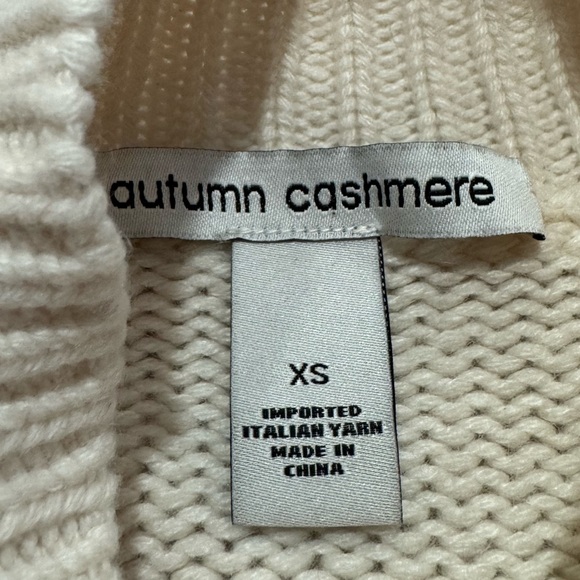 autumn cashmere
XS
IMPORTED
ITALIAN YARN
MADE IN
CHINA